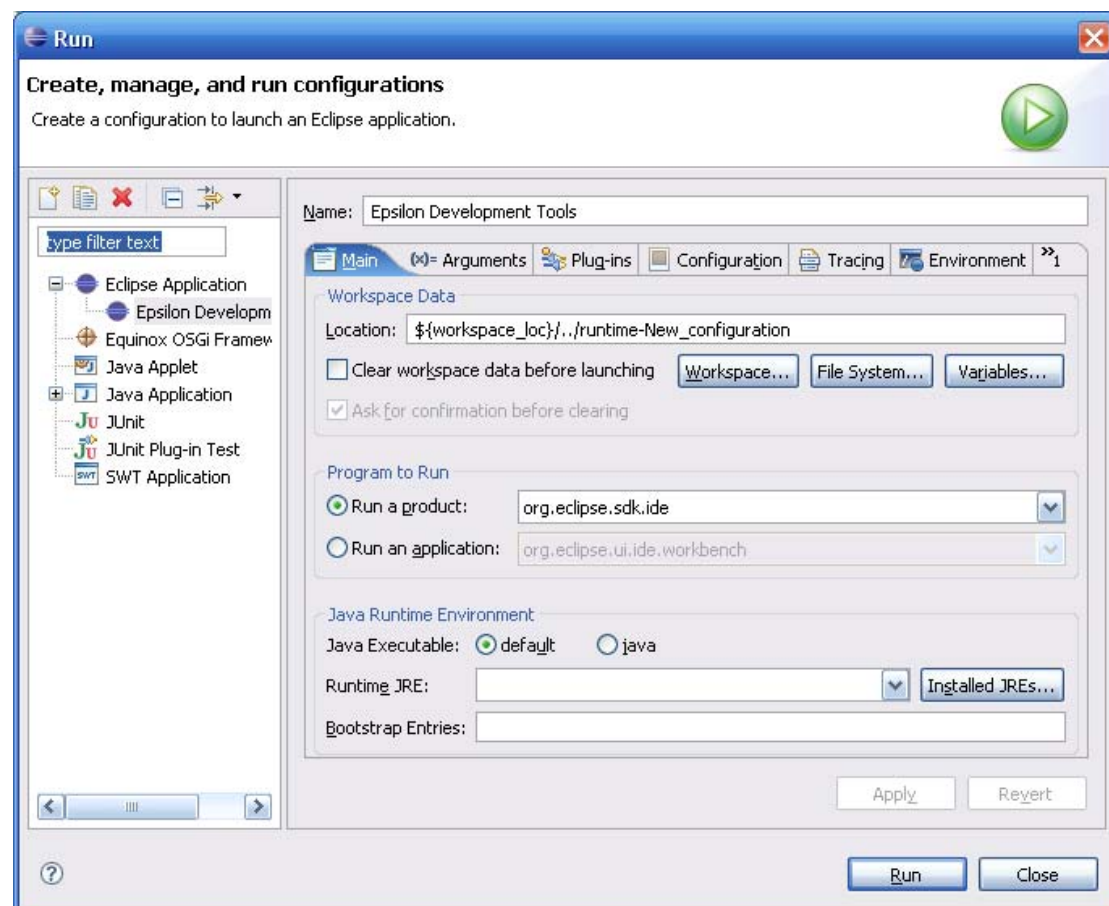 Run
Create, manage, and run configurations
Create a configuration to launch an Eclipse application.
type filter text
Eclipse Application
Epsilon Developm
Equinox OSGi Framew
Java Applet
Java Application
JUnit
JUnit Plug-in Test
SWT Application
Name: Epsilon Development Tools
Main (x)= Arguments Plug-ins Configuration Tracing Environment »1
Workspace Data
Location: ${workspace_loc}/../runtime-New_configuration
Clear workspace data before launching Workspace... File System... Variables...
Ask for confirmation before clearing
Program to Run
Run a product: org.eclipse.sdk.ide
Run an application: org.eclipse.ui.ide.workbench
Java Runtime Environment
Java Executable: default java
Runtime JRE: Installed JREs...
Bootstrap Entries:
Apply Revert
? Run Close